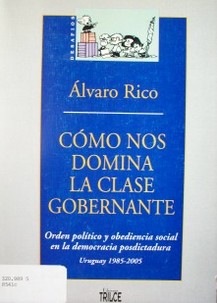 DESAFÍOS
Álvaro Rico
CÓMO NOS
DOMINA
LA CLASE
GOBERNANTE
Orden político y obediencia social
en la democracia posdictadura
Uruguay 1985-2005
TRILCE